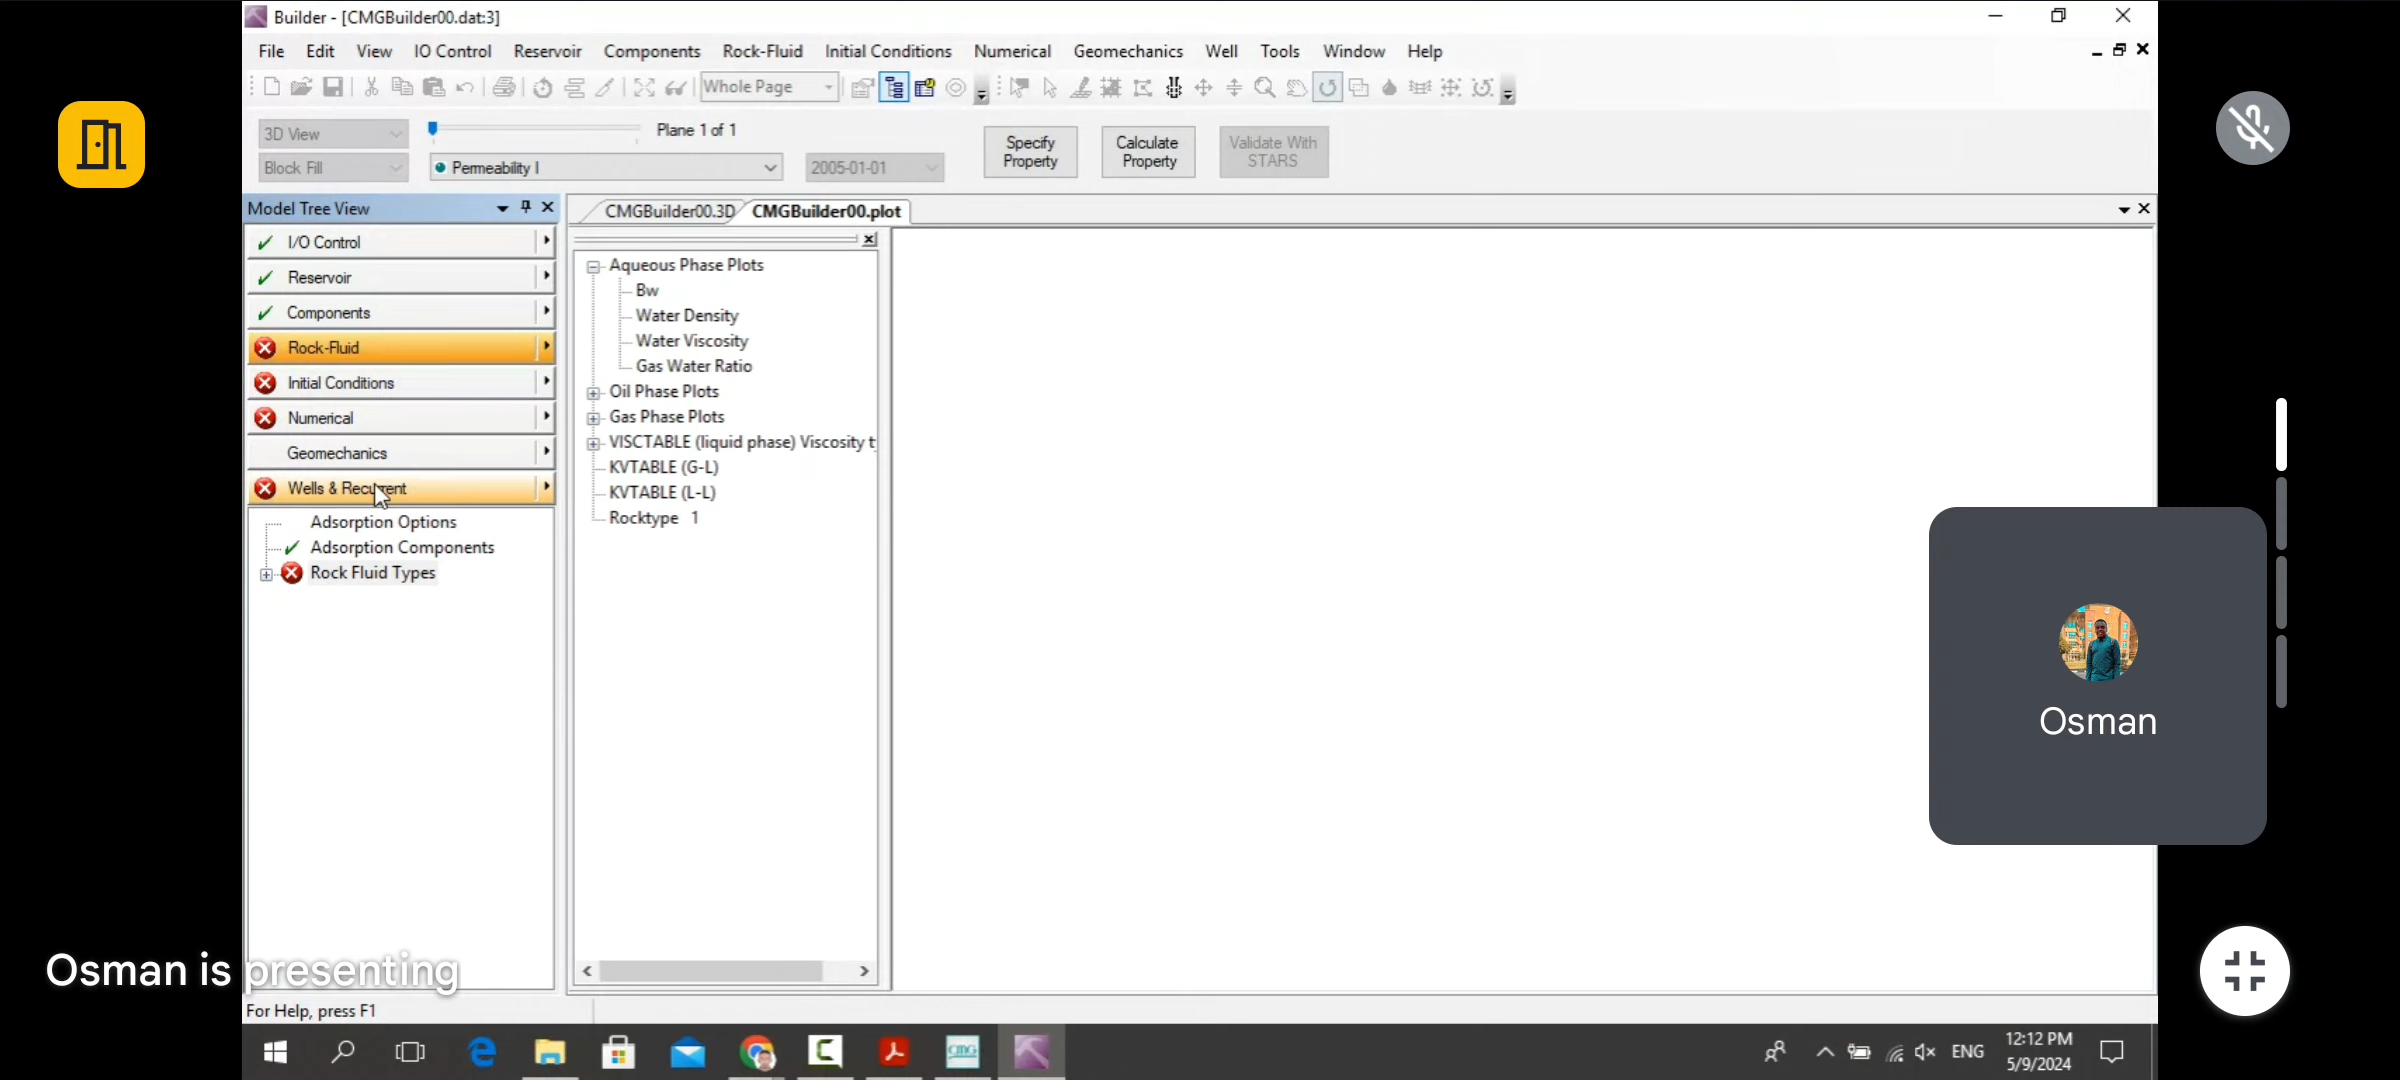 Builder - [CMGBuilder00.dat:3]
File Edit View IO Control Reservoir Components Rock-Fluid Initial Conditions Numerical Geomechanics Well Tools Window Help
Whole Page
3D View
Plane 1 of 1
Block Fill
Permeability I
2005-01-01
Specify Property
Calculate Property
Validate With STARS
Model Tree View
I/O Control
Reservoir
Components
Rock-Fluid
Initial Conditions
Numerical
Geomechanics
Wells & Recurrent
Adsorption Options
Adsorption Components
Rock Fluid Types
CMGBuilder00.3D
CMGBuilder00.plot
Aqueous Phase Plots
Bw
Water Density
Water Viscosity
Gas Water Ratio
Oil Phase Plots
Gas Phase Plots
VISCTABLE (liquid phase) Viscosity t
KVTABLE (G-L)
KVTABLE (L-L)
Rocktype 1
Osman
Osman is presenting
For Help, press F1
CMG
ENG
12:12 PM
5/9/2024